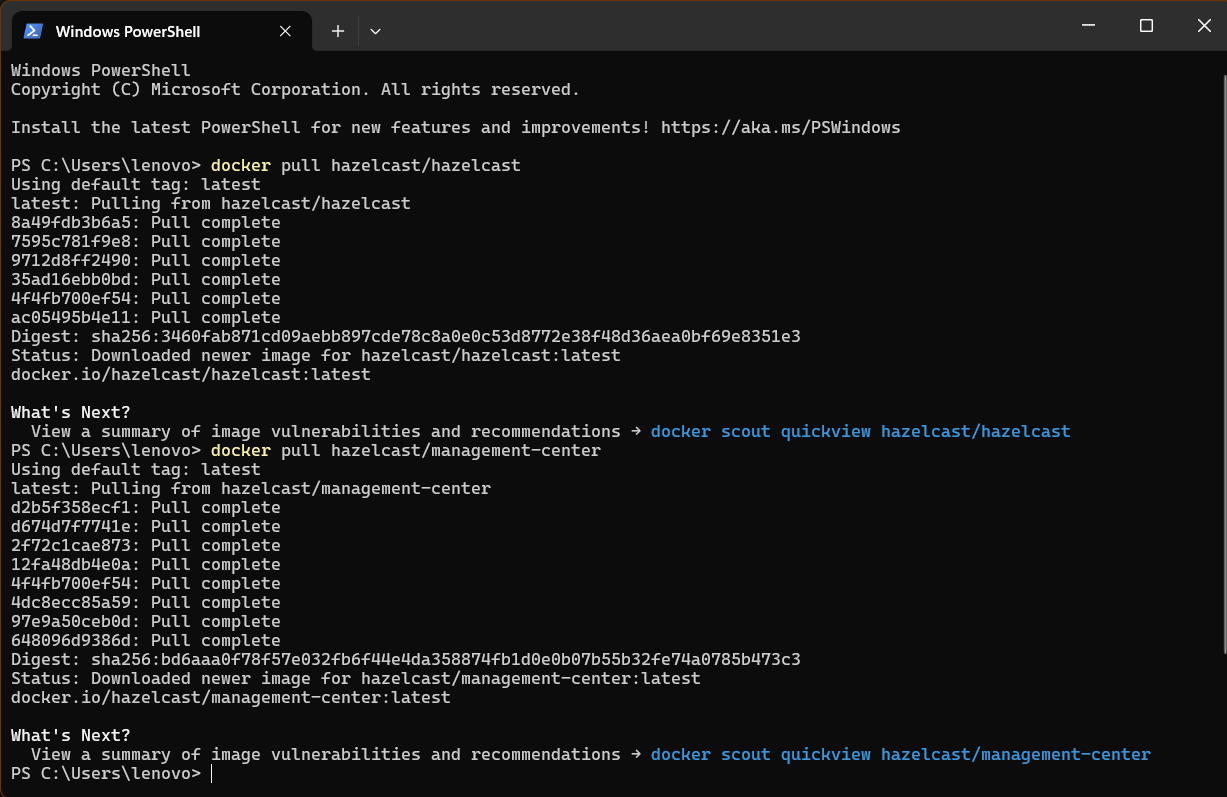 Windows PowerShell
Windows PowerShell
Copyright (C) Microsoft Corporation. All rights reserved.
Install the latest PowerShell for new features and improvements! https://aka.ms/PSWindows
PS C:\Users\lenovo> docker pull hazelcast/hazelcast
Using default tag: latest
latest: Pulling from hazelcast/hazelcast
8a49fdb3b6a5: Pull complete
7595c781f9e8: Pull complete
9712d8ff2490: Pull complete
35ad16ebb0bd: Pull complete
4f4fb700ef54: Pull complete
ac05495b4e11: Pull complete
Digest: sha256:3460fab871cd09aebb897cde78c8a0e0c53d8772e38f48d36aea0bf69e8351e3
Status: Downloaded newer image for hazelcast/hazelcast:latest
docker.io/hazelcast/hazelcast:latest
What's Next?
  View a summary of image vulnerabilities and recommendations → docker scout quickview hazelcast/hazelcast
PS C:\Users\lenovo> docker pull hazelcast/management-center
Using default tag: latest
latest: Pulling from hazelcast/management-center
d2b5f358ecf1: Pull complete
d674d7f7741e: Pull complete
2f72c1cae873: Pull complete
12fa48db4e0a: Pull complete
4f4fb700ef54: Pull complete
4dc8ecc85a59: Pull complete
97e9a50ceb0d: Pull complete
648096d9386d: Pull complete
Digest: sha256:bd6aaa0f78f57e032fb6f44e4da358874fb1d0e0b07b55b32fe74a0785b473c3
Status: Downloaded newer image for hazelcast/management-center:latest
docker.io/hazelcast/management-center:latest
What's Next?
  View a summary of image vulnerabilities and recommendations → docker scout quickview hazelcast/management-center
PS C:\Users\lenovo>